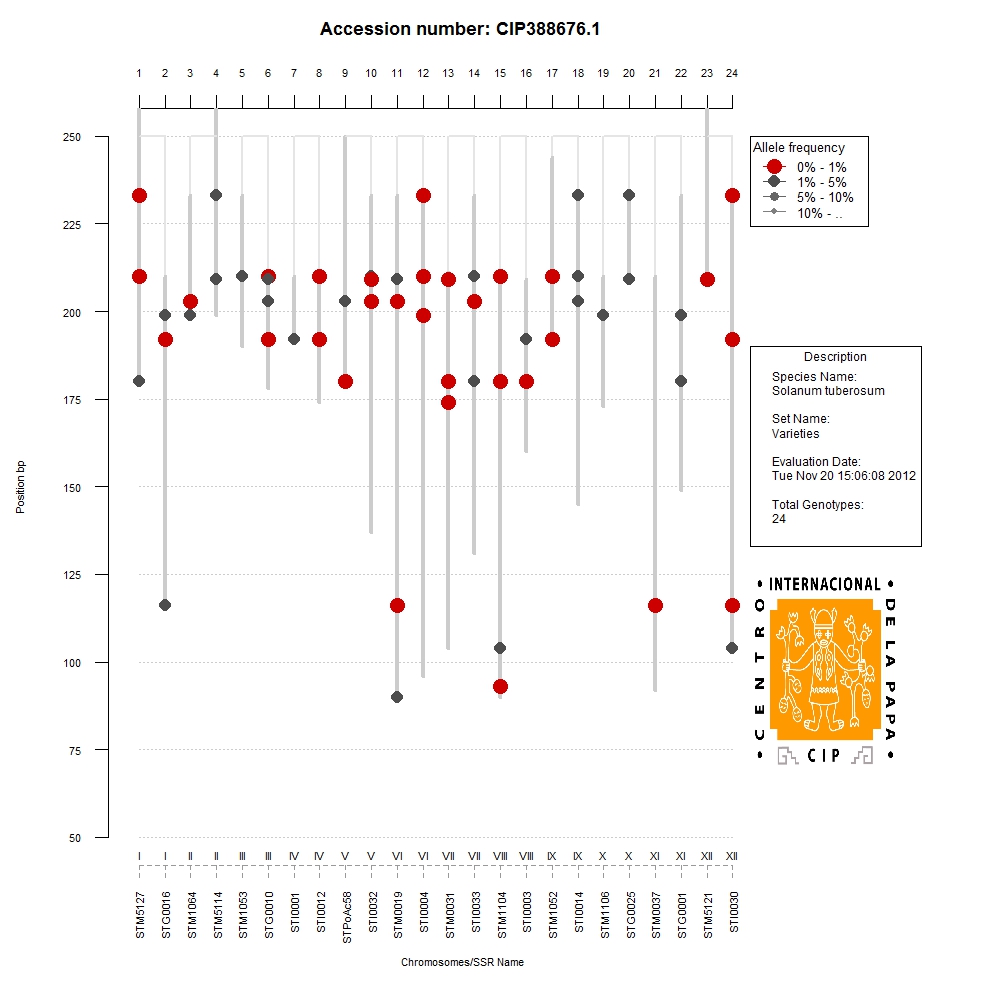 Accession number: CIP388676.1
1 2 3 4 5 6 7 8 9 10 11 12 13 14 15 16 17 18 19 20 21 22 23 24
250
225
200
175
150
125
100
75
50
Position bp
Allele frequency
0% - 1%
1% - 5%
5% - 10%
10% - ..
Description
Species Name:
Solanum tuberosum
Set Name:
Varieties
Evaluation Date:
Tue Nov 20 15:06:08 2012
Total Genotypes:
24
• INTERNACIONAL •
CENTRO
DE LA PAPA
• CIP •
I I II II III III IV IV V V VI VI VII VII VIII VIII IX IX X X XI XI XII XII
STM5127
STG0016
STM1064
STM5114
STM1053
STG0010
STI0001
STI0012
STPoAc58
STI0032
STM0019
STI0004
STM0031
STI0033
STM1104
STI0003
STM1052
STI0014
STM1106
STG0025
STM0037
STG0001
STM5121
STI0030
Chromosomes/SSR Name